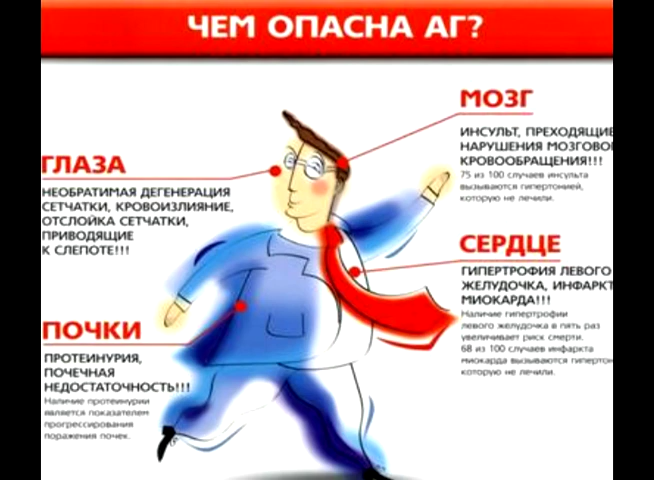 ЧЕМ ОПАСНА АГ?
МОЗГ
ИНСУЛЬТ, ПРЕХОДЯЩИЕ
НАРУШЕНИЯ МОЗГОВО
КРОВООБРАЩЕНИЯ!!!
75 из 100 случаев инсульта
вызываются гипертонией,
которую не лечили.
ГЛАЗА
НЕОБРАТИМАЯ ДЕГЕНЕРАЦИЯ
СЕТЧАТКИ, КРОВОИЗЛИЯНИЕ,
ОТСЛОЙКА СЕТЧАТКИ,
ПРИВОДЯЩИЕ
К СЛЕПОТЕ!!!
СЕРДЦЕ
ГИПЕРТРОФИЯ ЛЕВОГО
ЖЕЛУДОЧКА, ИНФАРКТ
МИОКАРДА!!!
Наличие гипертрофии
левого желудочка в пять раз
увеличивает риск смерти.
68 из 100 случаев инфаркта
миокарда вызываются гипертон
которую не лечили.
ПОЧКИ
ПРОТЕИНУРИЯ,
ПОЧЕЧНАЯ
НЕДОСТАТОЧНОСТЬ!!!
Наличие протеинурии
является показателем
прогрессирования
поражения почек.